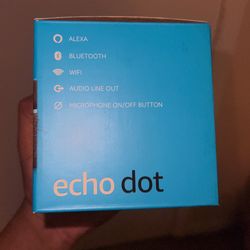 ALEXA
BLUETOOTH
WIFI
AUDIO LINE OUT
MICROPHONE ON/OFF BUTTON
echo dot